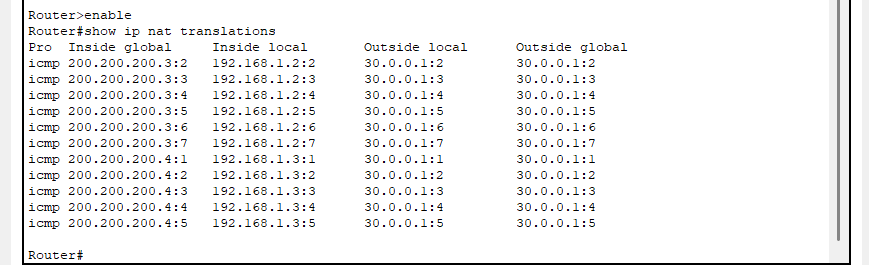 Router>enable
Router#show ip nat translations
Pro  Inside global     Inside local       Outside local      Outside global
icmp 200.200.200.3:2   192.168.1.2:2      30.0.0.1:2         30.0.0.1:2
icmp 200.200.200.3:3   192.168.1.2:3      30.0.0.1:3         30.0.0.1:3
icmp 200.200.200.3:4   192.168.1.2:4      30.0.0.1:4         30.0.0.1:4
icmp 200.200.200.3:5   192.168.1.2:5      30.0.0.1:5         30.0.0.1:5
icmp 200.200.200.3:6   192.168.1.2:6      30.0.0.1:6         30.0.0.1:6
icmp 200.200.200.3:7   192.168.1.2:7      30.0.0.1:7         30.0.0.1:7
icmp 200.200.200.4:1   192.168.1.3:1      30.0.0.1:1         30.0.0.1:1
icmp 200.200.200.4:2   192.168.1.3:2      30.0.0.1:2         30.0.0.1:2
icmp 200.200.200.4:3   192.168.1.3:3      30.0.0.1:3         30.0.0.1:3
icmp 200.200.200.4:4   192.168.1.3:4      30.0.0.1:4         30.0.0.1:4
icmp 200.200.200.4:5   192.168.1.3:5      30.0.0.1:5         30.0.0.1:5
Router#